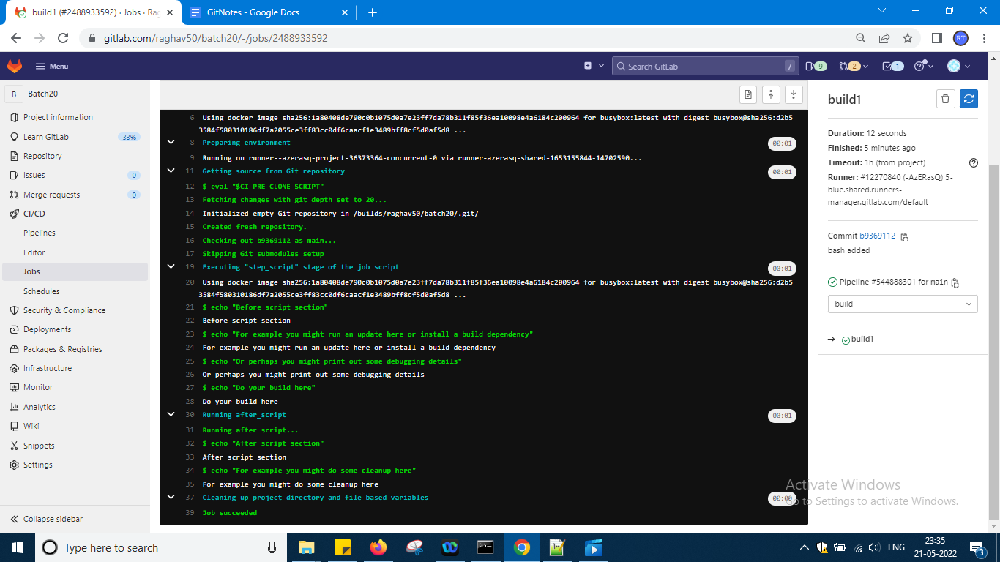 build1 (#2488933592) · Jobs · Rag
GitNotes - Google Docs
gitlab.com/raghav50/batch20/-/jobs/2488933592
RT
Menu
Search GitLab
/
9
2
1
B
Batch20
Project information
Learn GitLab
33%
Repository
Issues
0
Merge requests
0
CI/CD
Pipelines
Editor
Jobs
Schedules
Security & Compliance
Deployments
Packages & Registries
Infrastructure
Monitor
Analytics
Wiki
Snippets
Settings
Collapse sidebar
6 Using docker image sha256:1a80408de790c0b1075d0a7e23ff7da78b311f85f36ea10098e4a6184c200964 for busybox:latest with digest busybox@sha256:d2b5
3584f580310186df7a2055ce3ff83cc0df6caacf1e3489bff8cf5d0af5d8 ...
8 Preparing environment 00:01
9 Running on runner--azerasq-project-36373364-concurrent-0 via runner-azerasq-shared-1653155844-14702590...
11 Getting source from Git repository 00:01
12 $ eval "$CI_PRE_CLONE_SCRIPT"
13 Fetching changes with git depth set to 20...
14 Initialized empty Git repository in /builds/raghav50/batch20/.git/
15 Created fresh repository.
16 Checking out b9369112 as main...
17 Skipping Git submodules setup
19 Executing "step_script" stage of the job script 00:01
20 Using docker image sha256:1a80408de790c0b1075d0a7e23ff7da78b311f85f36ea10098e4a6184c200964 for busybox:latest with digest busybox@sha256:d2b5
3584f580310186df7a2055ce3ff83cc0df6caacf1e3489bff8cf5d0af5d8 ...
21 $ echo "Before script section"
22 Before script section
23 $ echo "For example you might run an update here or install a build dependency"
24 For example you might run an update here or install a build dependency
25 $ echo "Or perhaps you might print out some debugging details"
26 Or perhaps you might print out some debugging details
27 $ echo "Do your build here"
28 Do your build here
30 Running after_script 00:01
31 Running after script...
32 $ echo "After script section"
33 After script section
34 $ echo "For example you might do some cleanup here"
35 For example you might do some cleanup here
37 Cleaning up project directory and file based variables 00:00
39 Job succeeded
build1
Duration: 12 seconds
Finished: 5 minutes ago
Timeout: 1h (from project)
Runner: #12270840 (-AzERasQ) 5-
blue.shared.runners-
manager.gitlab.com/default
Commit b9369112
bash added
Pipeline #544888301 for main
build
→ build1
Activate Windows
Go to Settings to activate Windows.
Type here to search
ENG
23:35
21-05-2022
3